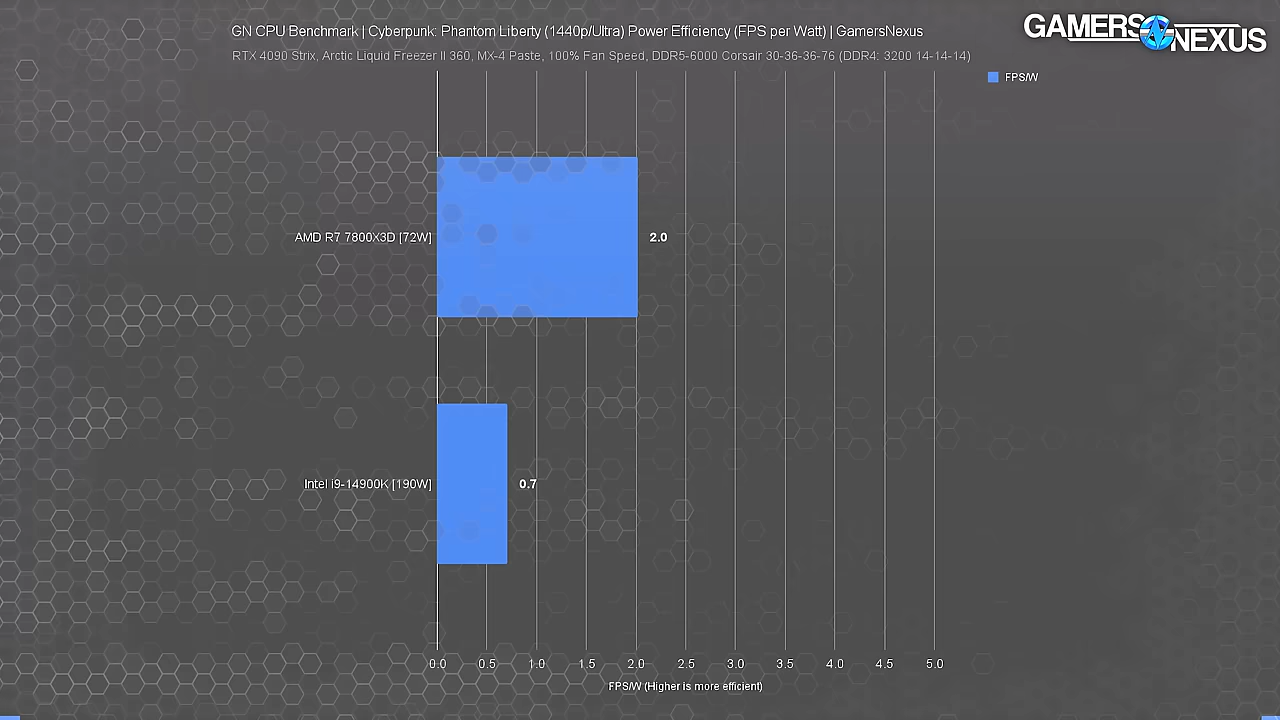 GN CPU Benchmark | Cyberpunk: Phantom Liberty (1440p/Ultra) Power Efficiency (FPS per Watt) | GamersNexus
GAMERS NEXUS
RTX 4090 Strix, Arctic Liquid Freezer II 360, MX-4 Paste, 100% Fan Speed, DDR5-6000 Corsair 30-36-36-76 (DDR4: 3200 14-14-14)
FPS/W
AMD R7 7800X3D [72W] 2.0
Intel i9-14900K [190W] 0.7
0.0 0.5 1.0 1.5 2.0 2.5 3.0 3.5 4.0 4.5 5.0
FPS/W (Higher is more efficient)